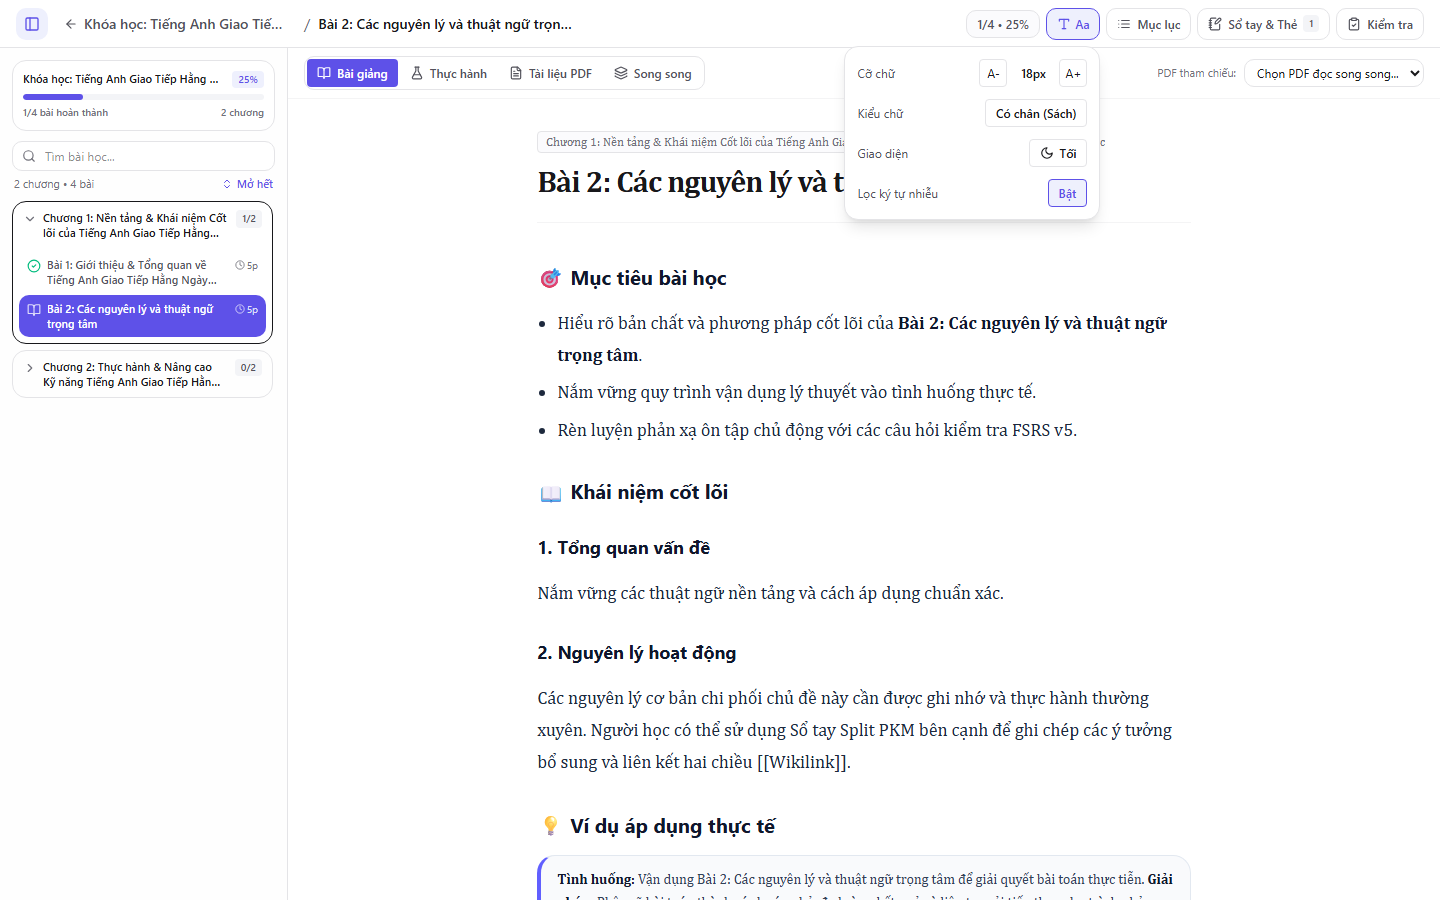 Khóa học: Tiếng Anh Giao Tiế... / Bài 2: Các nguyên lý và thuật ngữ trọn...
1/4 • 25%
Aa
Mục lục
Sổ tay & Thẻ 1
Kiểm tra
Khóa học: Tiếng Anh Giao Tiếp Hằng ... 25%
1/4 bài hoàn thành 2 chương
Tìm bài học...
2 chương • 4 bài Mở hết
Chương 1: Nền tảng & Khái niệm Cốt 1/2
lõi của Tiếng Anh Giao Tiếp Hằng...
Bài 1: Giới thiệu & Tổng quan về 5p
Tiếng Anh Giao Tiếp Hằng Ngày...
Bài 2: Các nguyên lý và thuật ngữ 5p
trọng tâm
Chương 2: Thực hành & Nâng cao 0/2
Kỹ năng Tiếng Anh Giao Tiếp Hằn...
Bài giảng
Thực hành
Tài liệu PDF
Song song
PDF tham chiếu: Chọn PDF đọc song song...
Cỡ chữ A- 18px A+
Kiểu chữ Có chân (Sách)
Giao diện Tối
Lọc ký tự nhiễu Bật
Chương 1: Nền tảng & Khái niệm Cốt lõi của Tiếng Anh Gia
Bài 2: Các nguyên lý và t
Mục tiêu bài học
• Hiểu rõ bản chất và phương pháp cốt lõi của Bài 2: Các nguyên lý và thuật ngữ
trọng tâm.
• Nắm vững quy trình vận dụng lý thuyết vào tình huống thực tế.
• Rèn luyện phản xạ ôn tập chủ động với các câu hỏi kiểm tra FSRS v5.
Khái niệm cốt lõi
1. Tổng quan vấn đề
Nắm vững các thuật ngữ nền tảng và cách áp dụng chuẩn xác.
2. Nguyên lý hoạt động
Các nguyên lý cơ bản chi phối chủ đề này cần được ghi nhớ và thực hành thường
xuyên. Người học có thể sử dụng Sổ tay Split PKM bên cạnh để ghi chép các ý tưởng
bổ sung và liên kết hai chiều [[Wikilink]].
Ví dụ áp dụng thực tế
Tình huống: Vận dụng Bài 2: Các nguyên lý và thuật ngữ trọng tâm để giải quyết bài toán thực tiễn. Giải